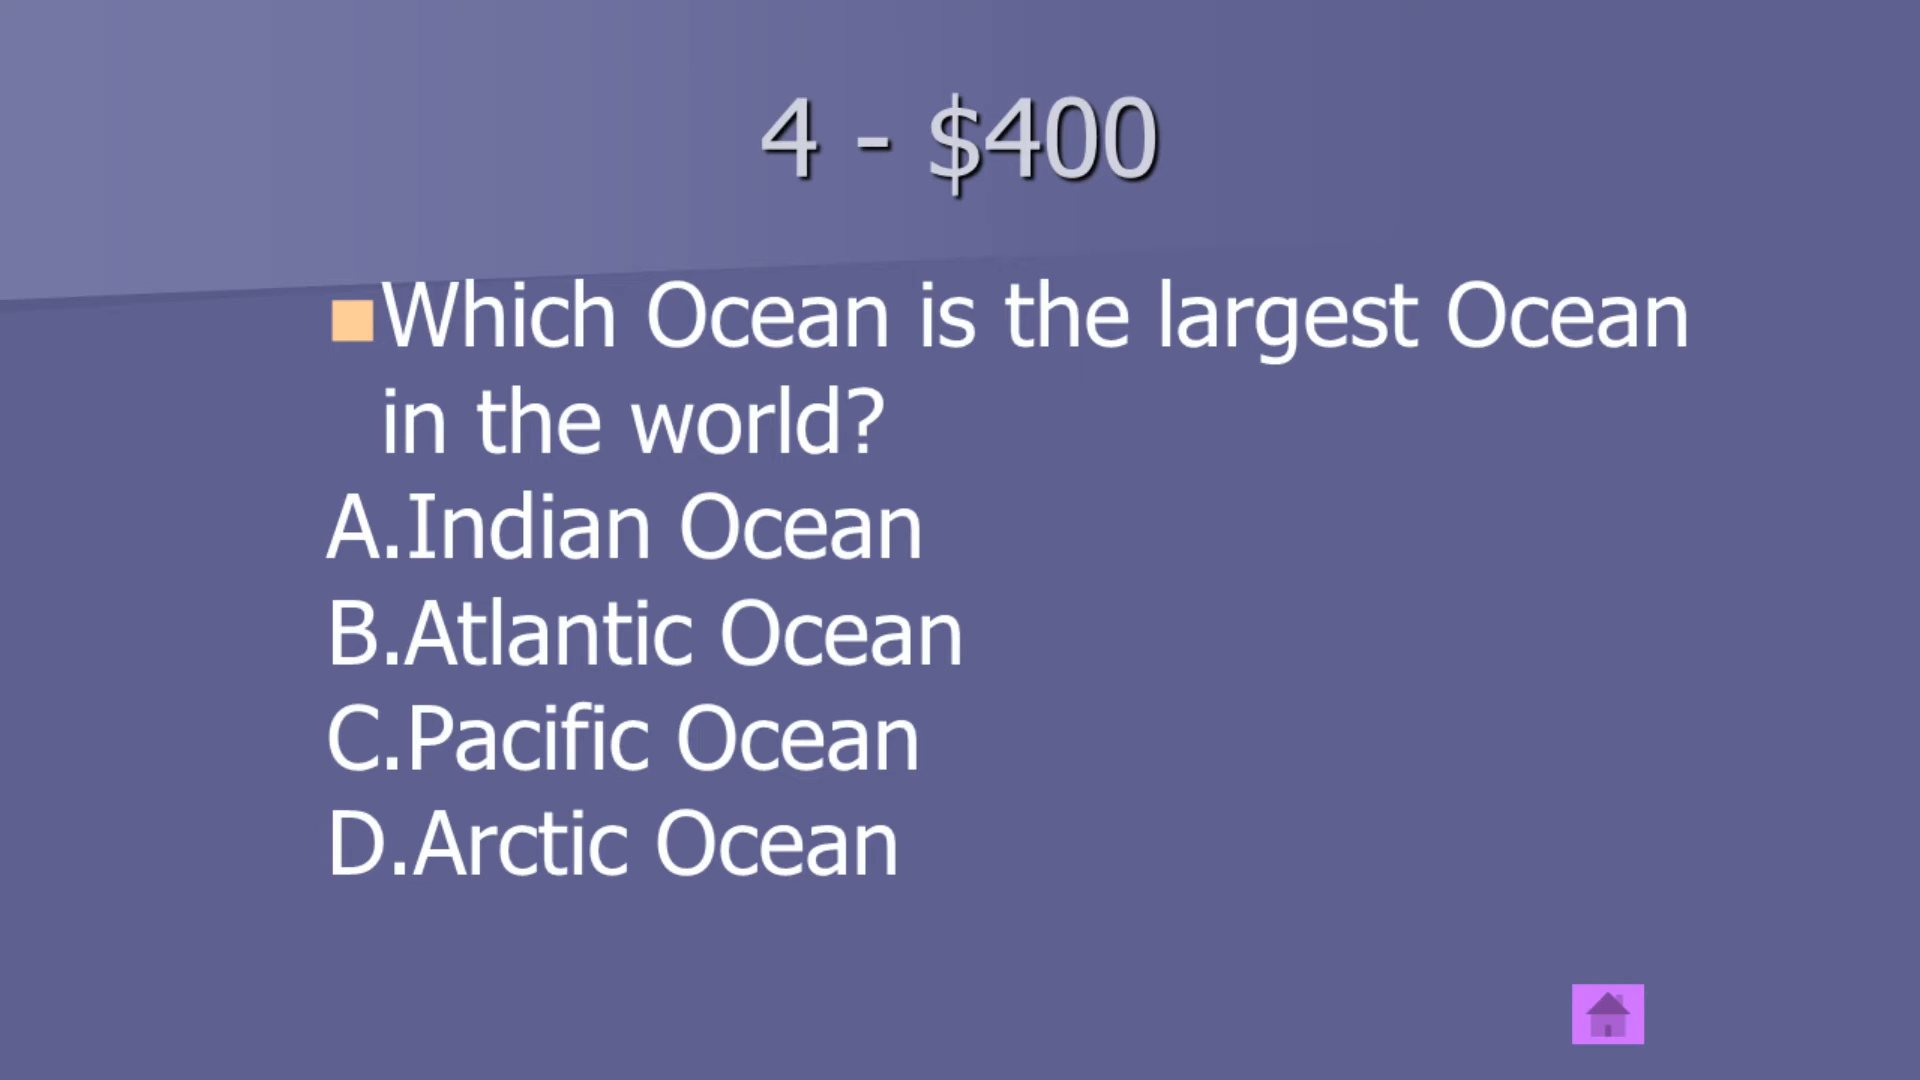 4 - $400
Which Ocean is the largest Ocean
in the world?
A.Indian Ocean
B.Atlantic Ocean
C.Pacific Ocean
D.Arctic Ocean